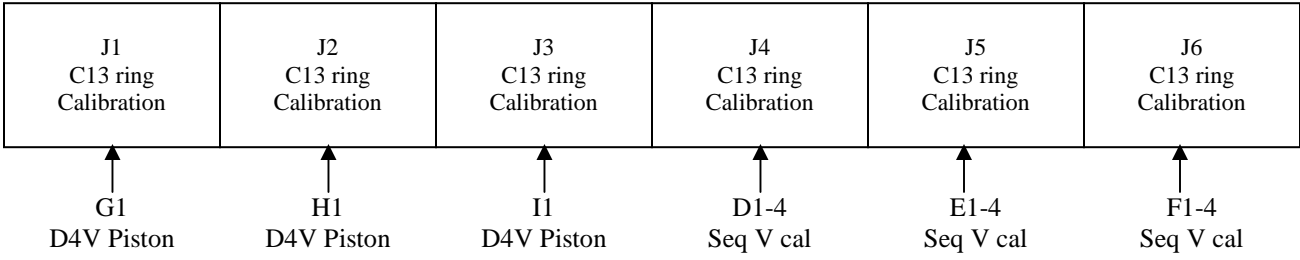 J1
C13 ring
Calibration
J2
C13 ring
Calibration
J3
C13 ring
Calibration
J4
C13 ring
Calibration
J5
C13 ring
Calibration
J6
C13 ring
Calibration
G1
D4V Piston
H1
D4V Piston
I1
D4V Piston
D1-4
Seq V cal
E1-4
Seq V cal
F1-4
Seq V cal